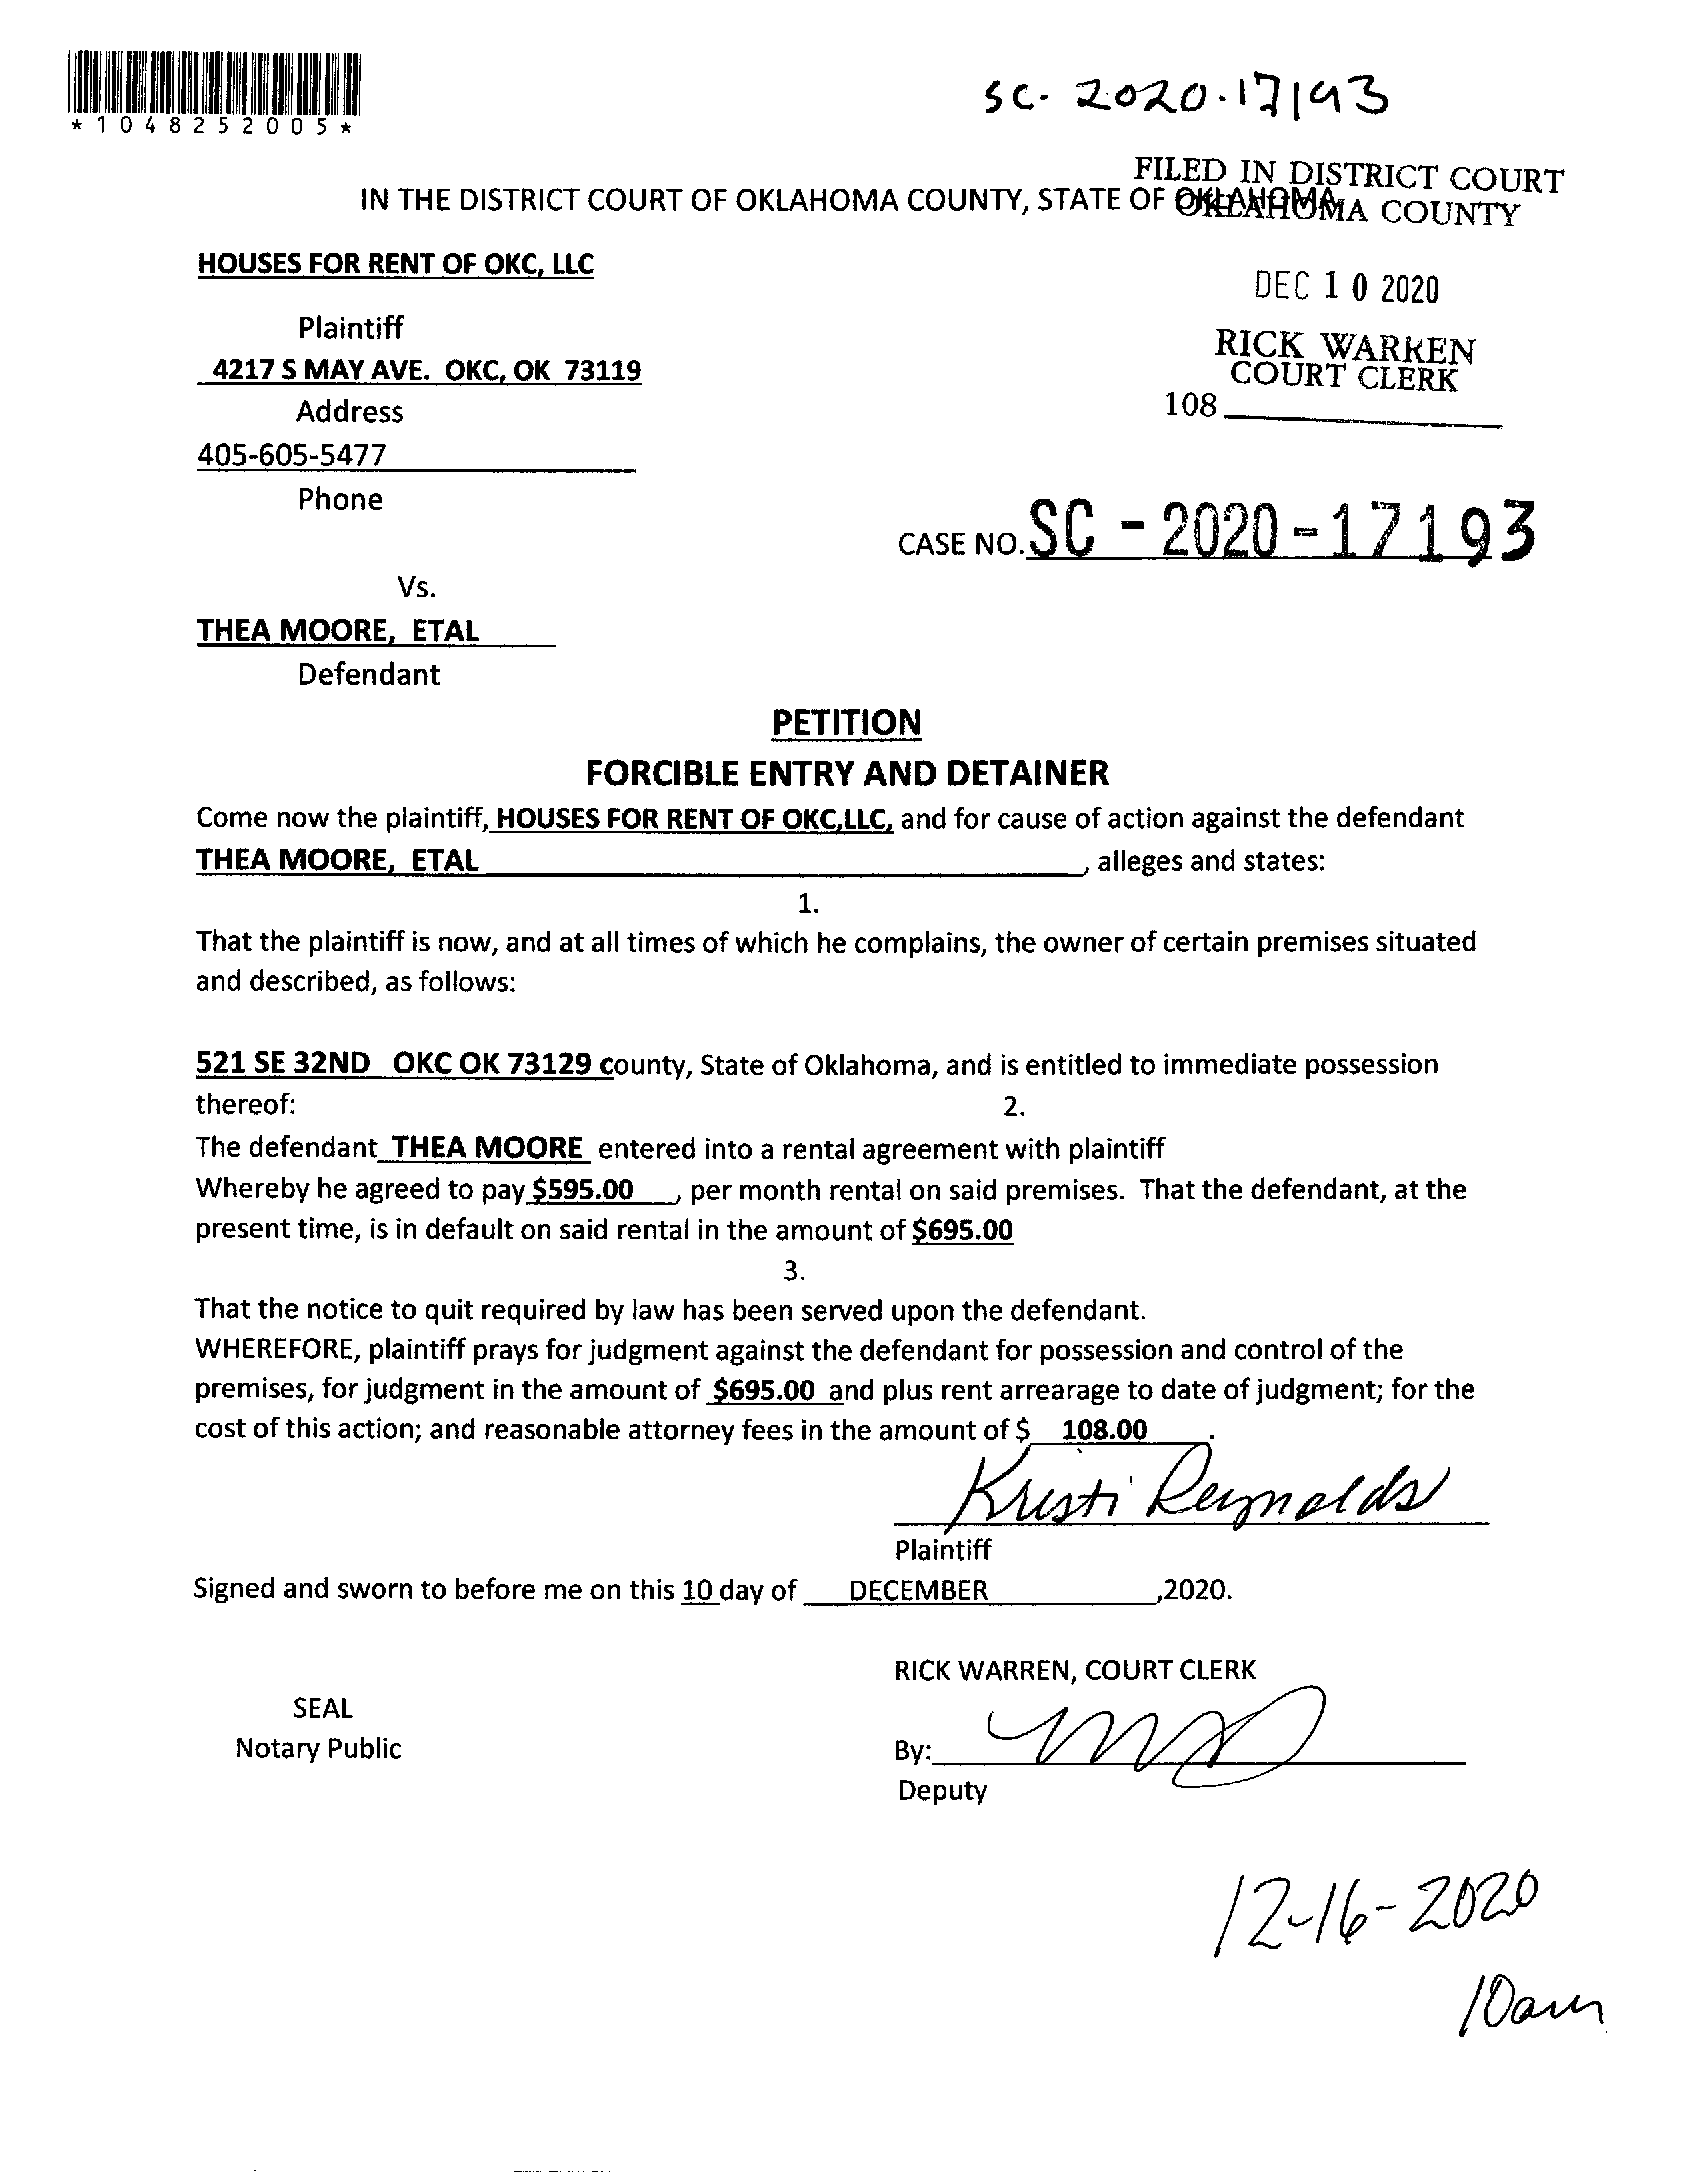 *1048252005*
SC-2020-17193
FILED IN DISTRICT COURT
OKLAHOMA COUNTY
IN THE DISTRICT COURT OF OKLAHOMA COUNTY, STATE OF OKLAHOMA
HOUSES FOR RENT OF OKC, LLC
DEC 10 2020
Plaintiff
RICK WARREN
COURT CLERK
4217 S MAY AVE. OKC, OK 73119
Address
108
405-605-5477
Phone
CASE NO. SC-2020-17193
Vs.
THEA MOORE, ETAL
Defendant
PETITION
FORCIBLE ENTRY AND DETAINER
Come now the plaintiff, HOUSES FOR RENT OF OKC,LLC, and for cause of action against the defendant
THEA MOORE, ETAL, alleges and states:
1.
That the plaintiff is now, and at all times of which he complains, the owner of certain premises situated
and described, as follows:
521 SE 32ND OKC OK 73129 county, State of Oklahoma, and is entitled to immediate possession
thereof: 2.
The defendant THEA MOORE entered into a rental agreement with plaintiff
Whereby he agreed to pay $595.00, per month rental on said premises. That the defendant, at the
present time, is in default on said rental in the amount of $695.00
3.
That the notice to quit required by law has been served upon the defendant.
WHEREFORE, plaintiff prays for judgment against the defendant for possession and control of the
premises, for judgment in the amount of $695.00 and plus rent arrearage to date of judgment; for the
cost of this action; and reasonable attorney fees in the amount of $ 108.00.
Kristi Reynolds
Plaintiff
Signed and sworn to before me on this 10 day of DECEMBER,2020.
RICK WARREN, COURT CLERK
SEAL
Notary Public
By:
Deputy
12-16-2020
10am